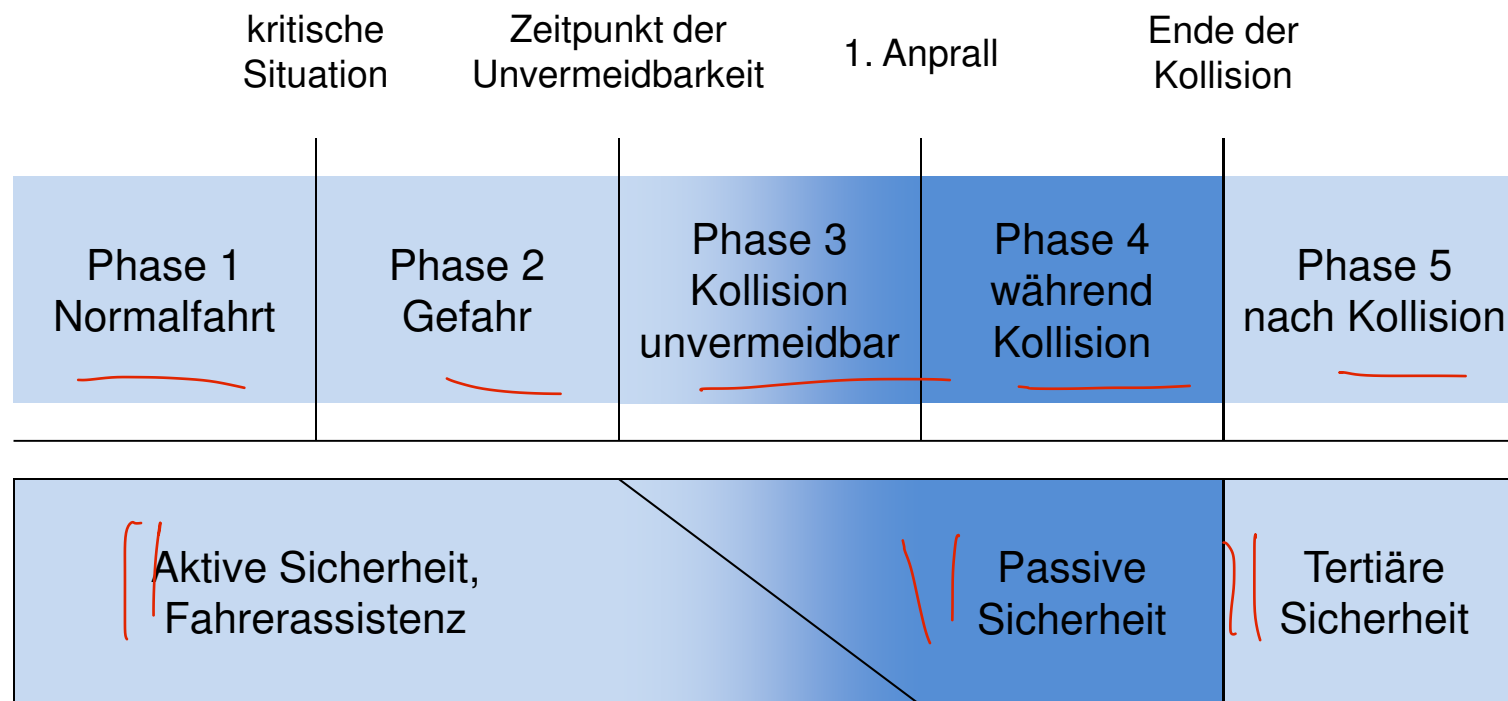 kritische
Situation
Zeitpunkt der
Unvermeidbarkeit
1. Anprall
Ende der
Kollision
Phase 1
Normalfahrt
Phase 2
Gefahr
Phase 3
Kollision
unvermeidbar
Phase 4
während
Kollision
Phase 5
nach Kollision
Aktive Sicherheit,
Fahrerassistenz
Passive
Sicherheit
Tertiäre
Sicherheit